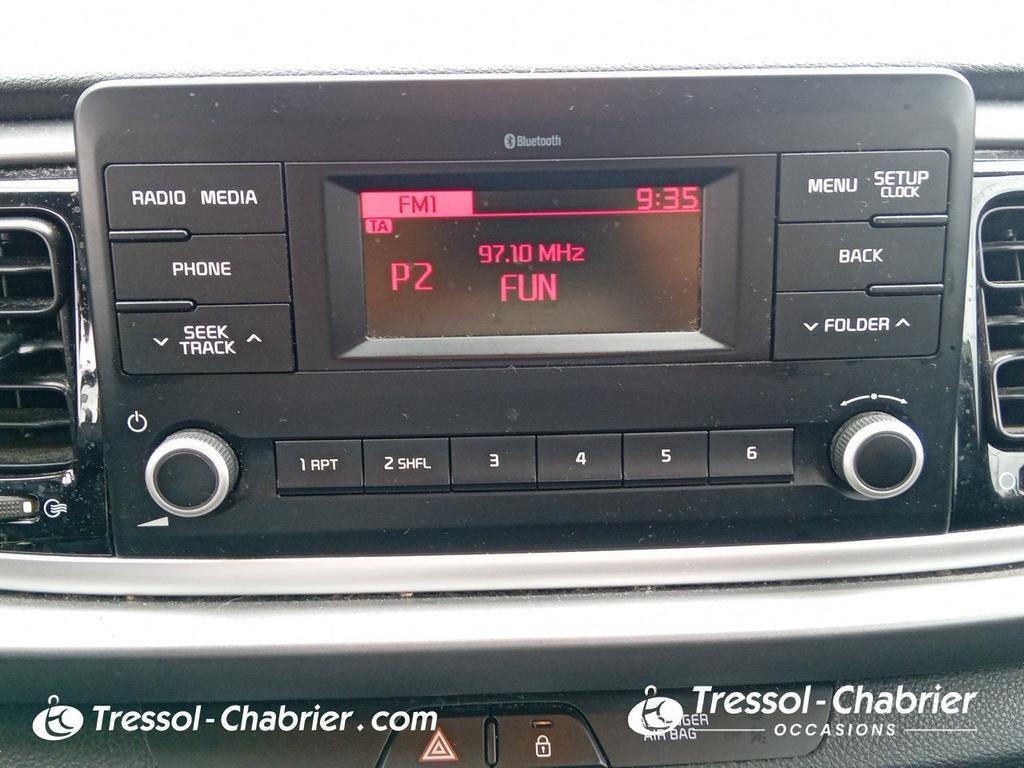 Bluetooth
RADIO MEDIA
MENU SETUP CLOCK
FM1 9:35
TA
PHONE
97.10 MHz
BACK
P2 FUN
SEEK TRACK
FOLDER
1 RPT 2 SHFL 3 4 5 6
Tressol-Chabrier.com
Tressol-Chabrier
OCCASIONS
AIR BAG